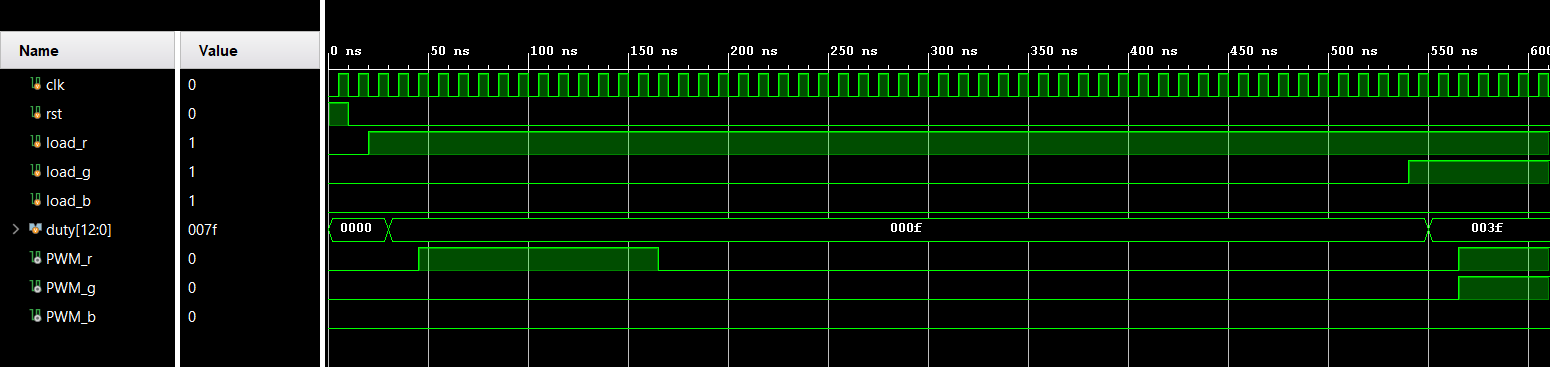 Name Value
0 ns 50 ns 100 ns 150 ns 200 ns 250 ns 300 ns 350 ns 400 ns 450 ns 500 ns 550 ns 600
clk 0
rst 0
load_r 1
load_g 1
load_b 1
duty[12:0] 007f 0000 000f 003f
PWM_r 0
PWM_g 0
PWM_b 0